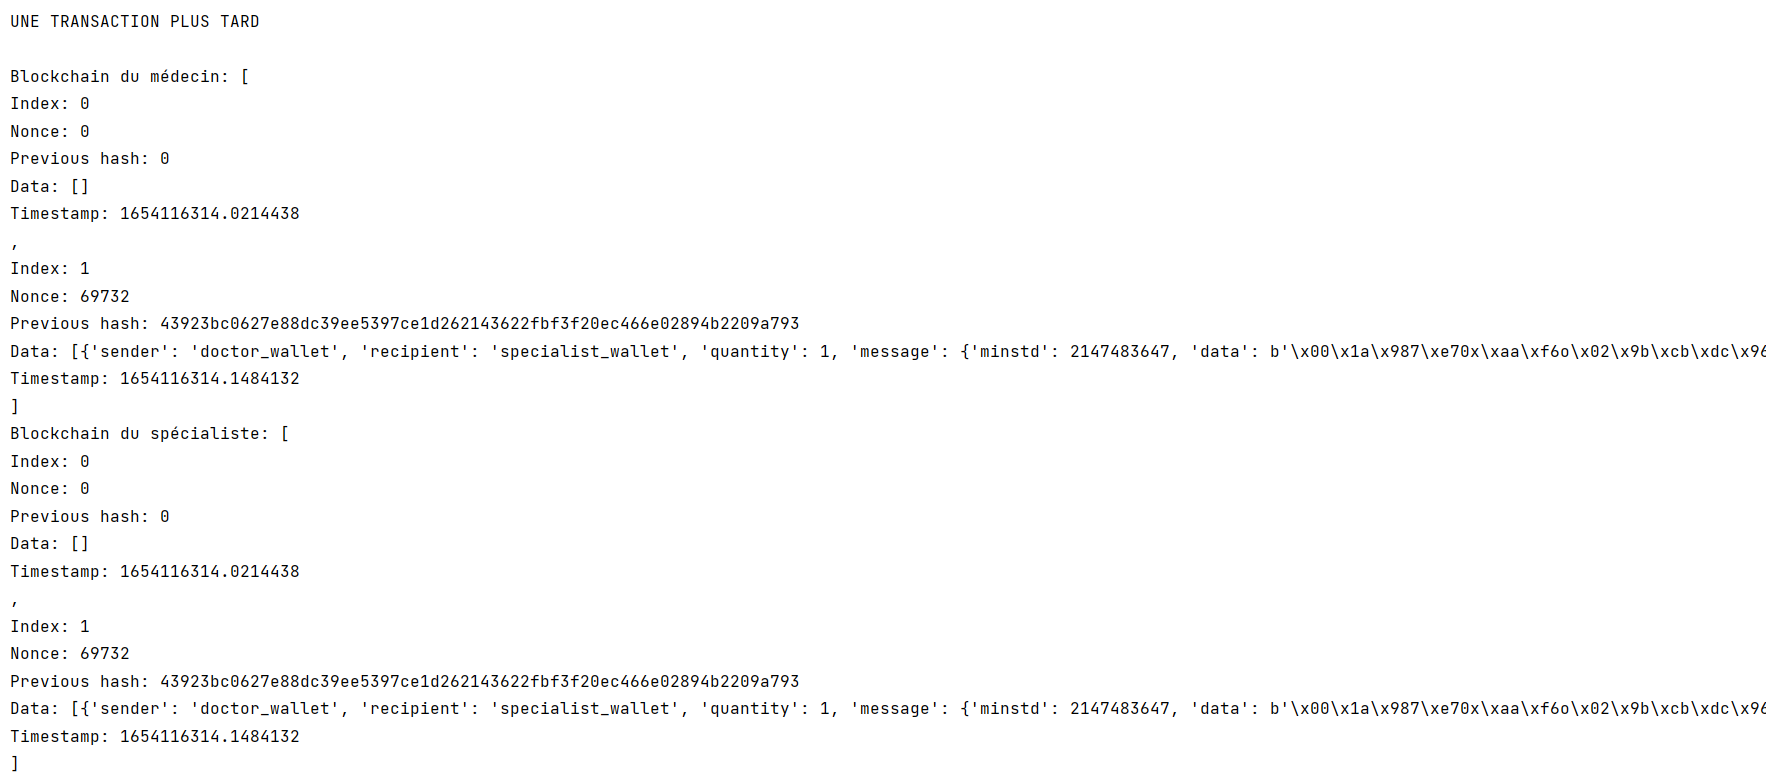 UNE TRANSACTION PLUS TARD
Blockchain du médecin: [
Index: 0
Nonce: 0
Previous hash: 0
Data: []
Timestamp: 1654116314.0214438
,
Index: 1
Nonce: 69732
Previous hash: 43923bc0627e88dc39ee5397ce1d262143622fbf3f20ec466e02894b2209a793
Data: [{'sender': 'doctor_wallet', 'recipient': 'specialist_wallet', 'quantity': 1, 'message': {'minstd': 2147483647, 'data': b'\x00\x1a\x987\xe70x\xaa\xf6o\x02\x9b\xcb\xdc\x96
Timestamp: 1654116314.1484132
]
Blockchain du spécialiste: [
Index: 0
Nonce: 0
Previous hash: 0
Data: []
Timestamp: 1654116314.0214438
,
Index: 1
Nonce: 69732
Previous hash: 43923bc0627e88dc39ee5397ce1d262143622fbf3f20ec466e02894b2209a793
Data: [{'sender': 'doctor_wallet', 'recipient': 'specialist_wallet', 'quantity': 1, 'message': {'minstd': 2147483647, 'data': b'\x00\x1a\x987\xe70x\xaa\xf6o\x02\x9b\xcb\xdc\x96
Timestamp: 1654116314.1484132
]